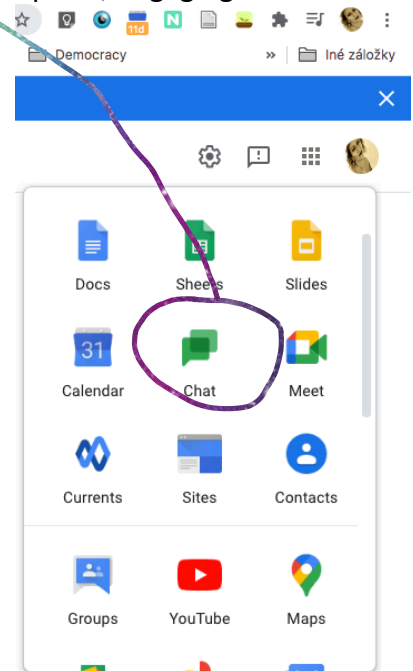 11d
N
Democracy » Iné záložky
Docs Sheets Slides
31
Calendar Chat Meet
Currents Sites Contacts
Groups YouTube Maps